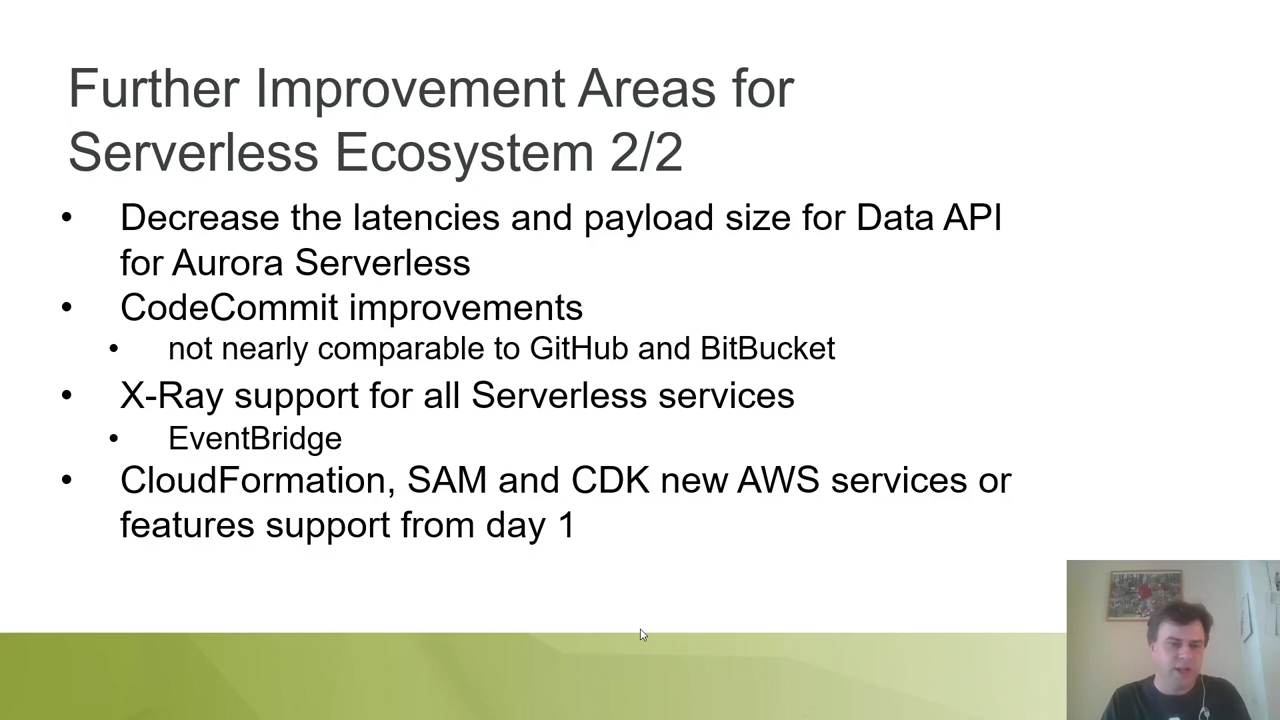 Further Improvement Areas for
Serverless Ecosystem 2/2
• Decrease the latencies and payload size for Data API
for Aurora Serverless
• CodeCommit improvements
• not nearly comparable to GitHub and BitBucket
• X-Ray support for all Serverless services
• EventBridge
• CloudFormation, SAM and CDK new AWS services or
features support from day 1